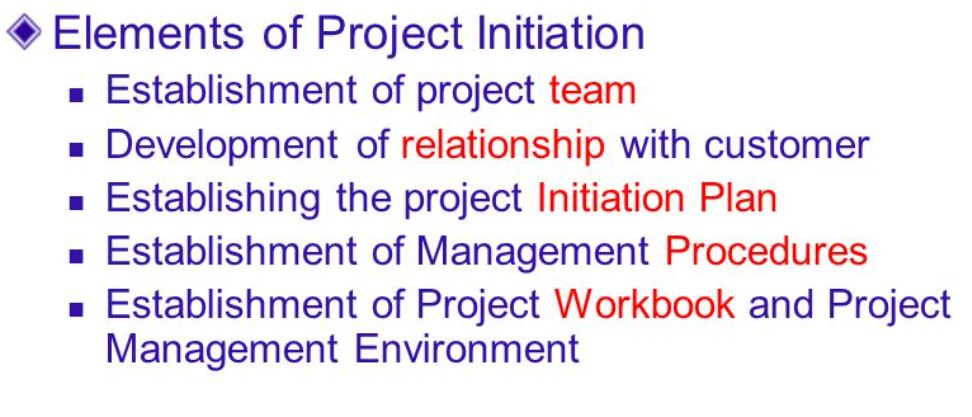 Elements of Project Initiation
Establishment of project team
Development of relationship with customer
Establishing the project Initiation Plan
Establishment of Management Procedures
Establishment of Project Workbook and Project
Management Environment